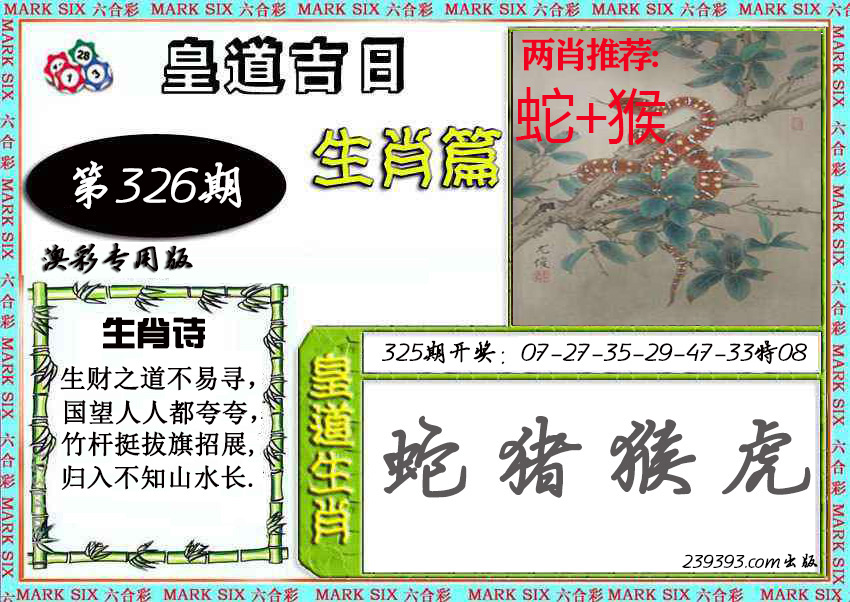 MARK SIX 六合彩 MARK SIX 六合彩 MARK SIX 六合彩 MARK SIX 六合彩 MARK SIX 六合彩 MARK SIX 六合彩
皇道吉日
28
1
3
生肖篇
第326期
澳彩专用版
两肖推荐:
蛇+猴
生肖诗
生财之道不易寻，
国望人人都夸夸，
竹杆挺拔旗招展，
归入不知山水长.
325期开奖：07-27-35-29-47-33特08
皇道生肖
蛇 猪 猴 虎
239393.com出版
MARK SIX 六合彩 MARK SIX 六合彩 MARK SIX 六合彩 MARK SIX 六合彩 MARK SIX 六合彩 MARK SIX 六合彩